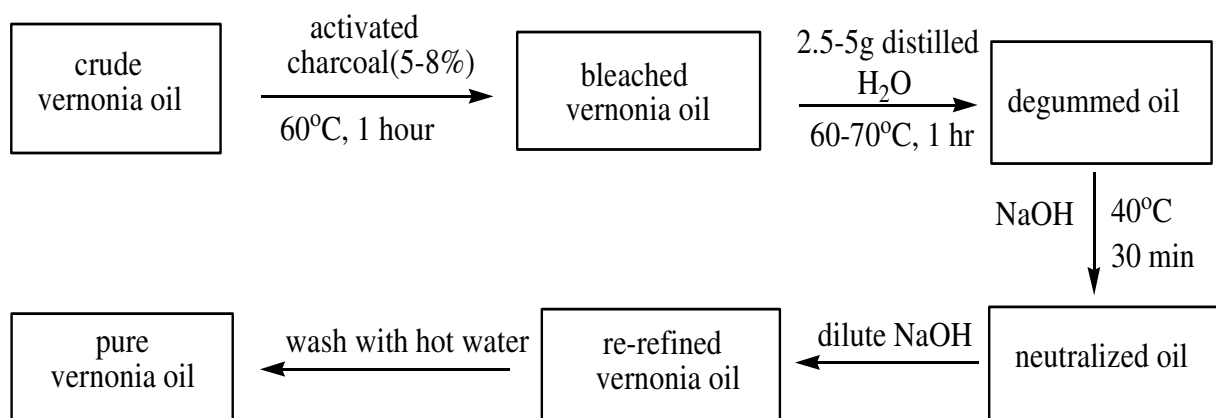 crude
vernonia oil
activated
charcoal(5-8%)
60°C, 1 hour
bleached
vernonia oil
2.5-5g distilled
H₂O
60-70°C, 1 hr
degummed oil
NaOH
40°C
30 min
neutralized oil
dilute NaOH
re-refined
vernonia oil
wash with hot water
pure
vernonia oil